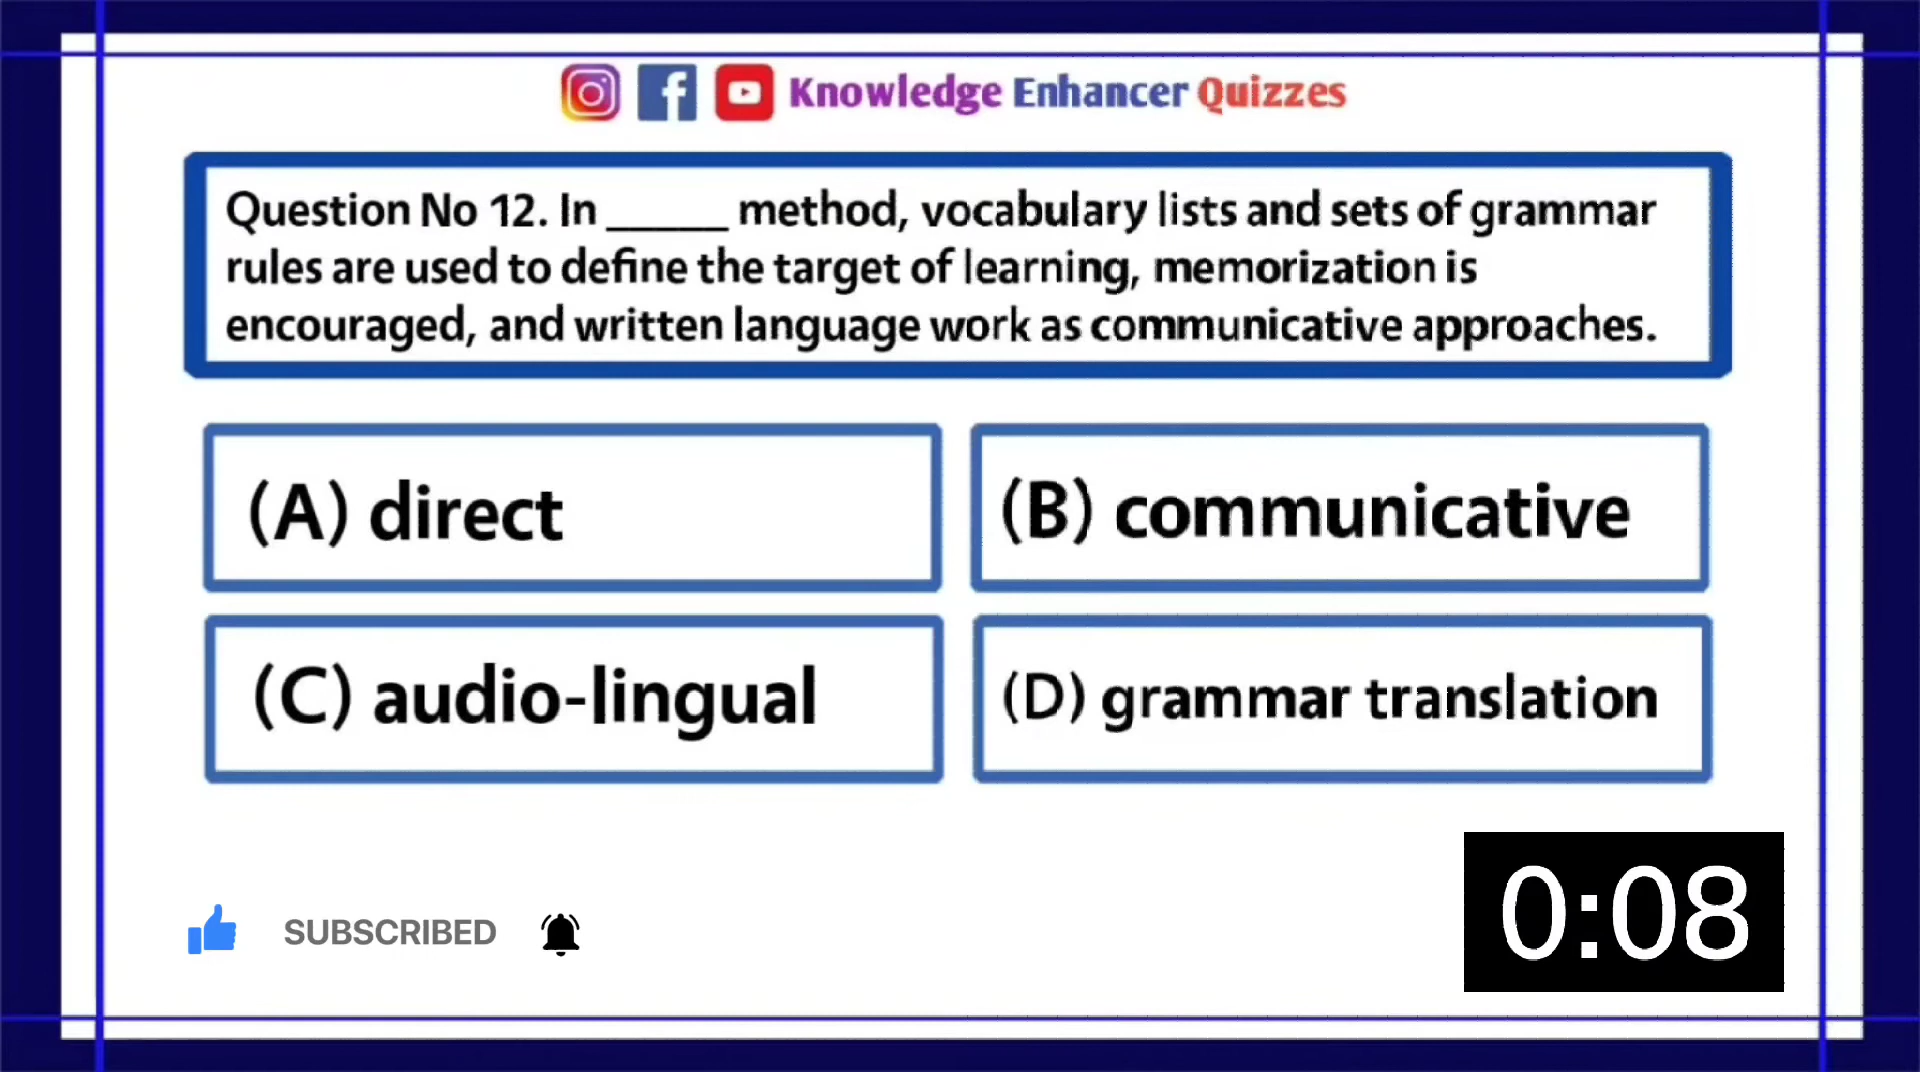 Knowledge Enhancer Quizzes
Question No 12. In ______ method, vocabulary lists and sets of grammar
rules are used to define the target of learning, memorization is
encouraged, and written language work as communicative approaches.
(A) direct
(B) communicative
(C) audio-lingual
(D) grammar translation
SUBSCRIBED
0:08